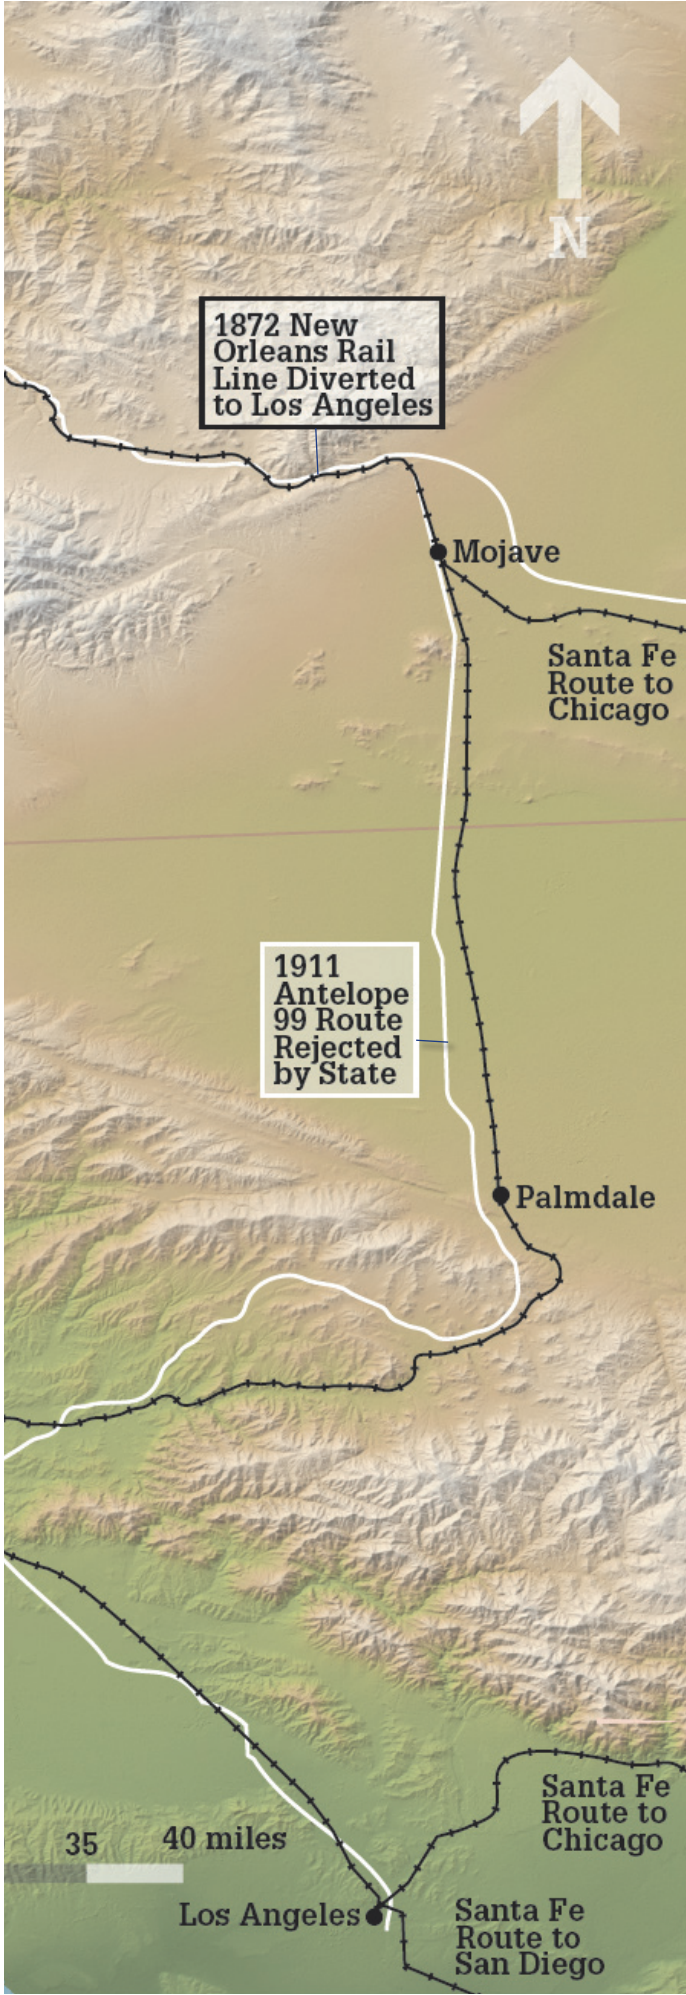 N
1872 New
Orleans Rail
Line Diverted
to Los Angeles
Mojave
Santa Fe
Route to
Chicago
1911
Antelope
99 Route
Rejected
by State
Palmdale
Santa Fe
Route to
Chicago
35 40 miles
Los Angeles
Santa Fe
Route to
San Diego